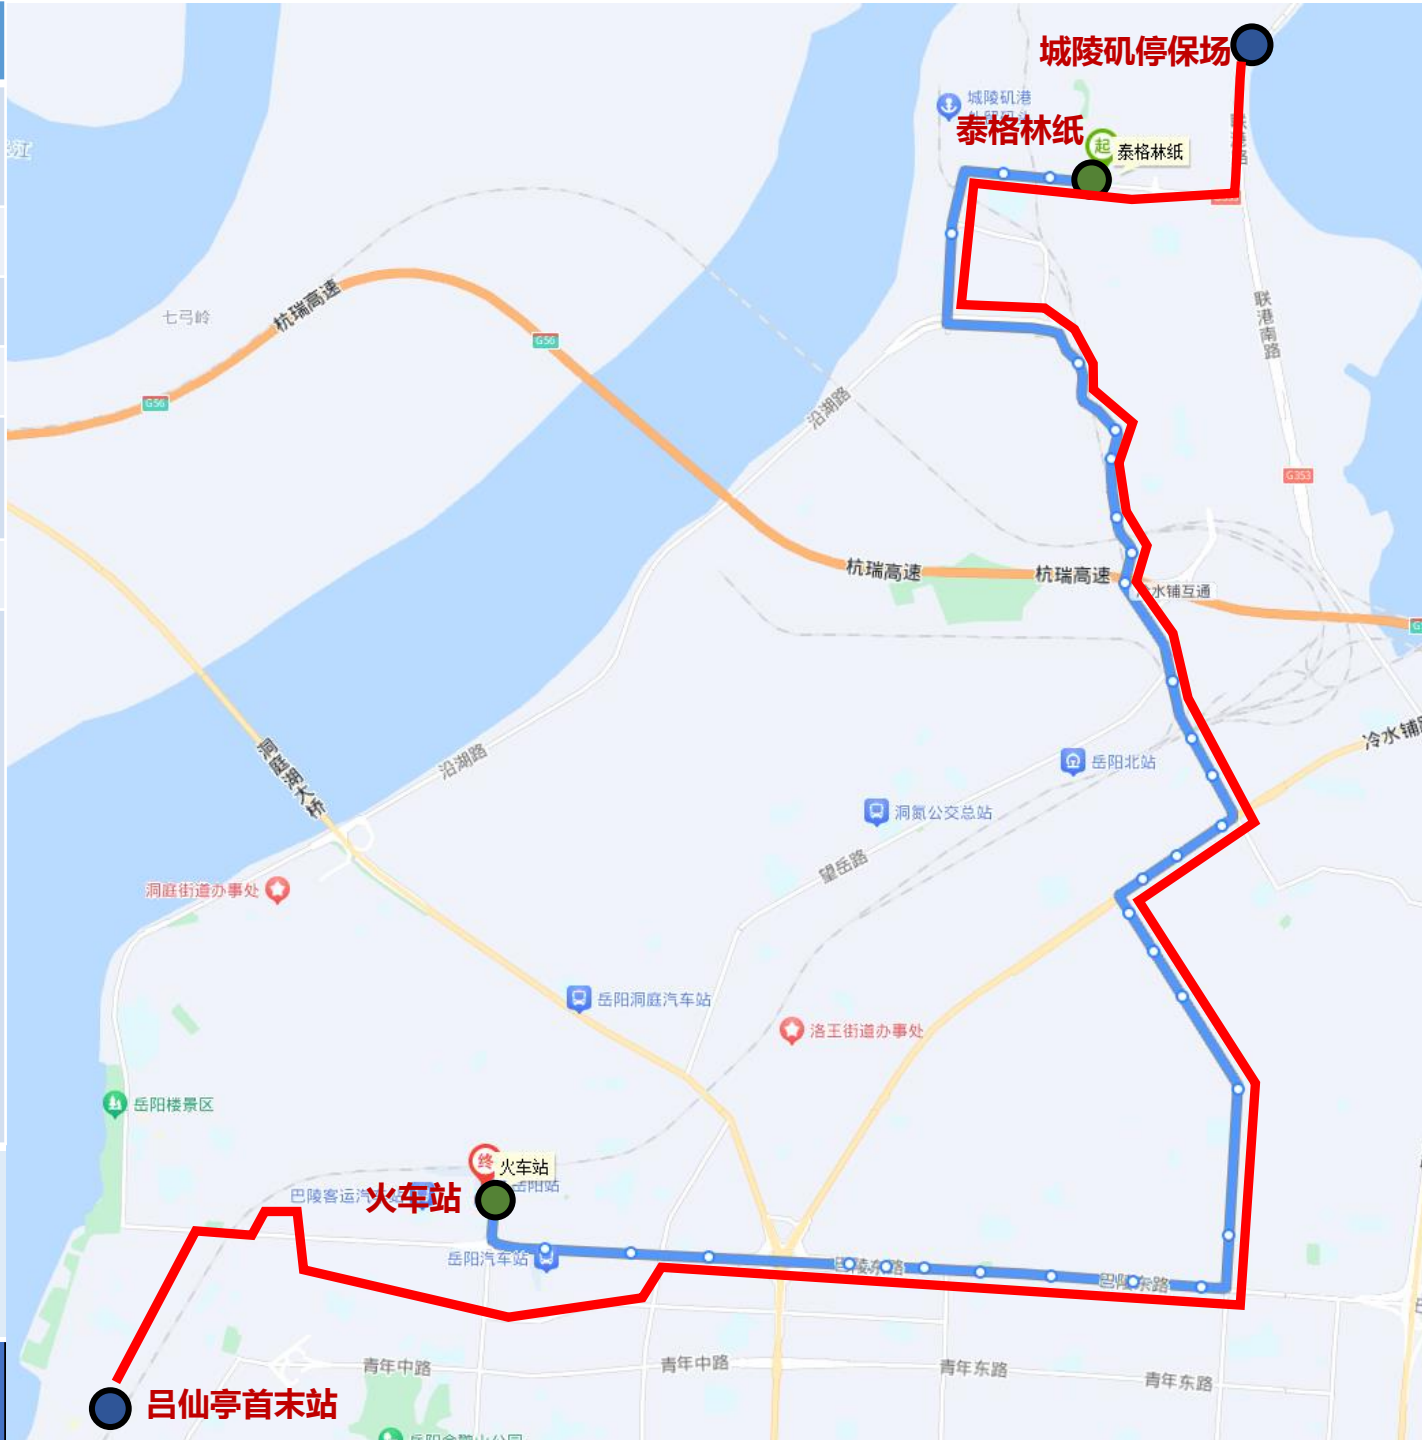 城陵矶停保场
城陵矶港
泰格林纸
起
泰格林纸
七弓岭
杭瑞高速
G56
G56
联港南路
沿湖路
G353
杭瑞高速
杭瑞高速
水铺互通
冷水铺路
洞庭湖大桥
沿湖路
岳阳北站
洞氮公交总站
望岳路
洞庭街道办事处
岳阳洞庭汽车站
洛王街道办事处
岳阳楼景区
终
火车站
岳阳站
巴陵客运汽车站
火车站
岳阳汽车站
巴陵东路
巴陵东路
青年中路
青年中路
青年东路
青年东路
吕仙亭首末站